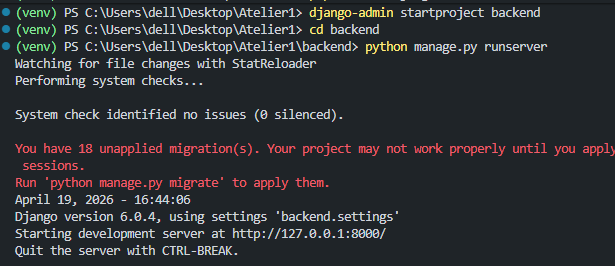 (venv) PS C:\Users\dell\Desktop\Atelier1> django-admin startproject backend
(venv) PS C:\Users\dell\Desktop\Atelier1> cd backend
(venv) PS C:\Users\dell\Desktop\Atelier1\backend> python manage.py runserver
Watching for file changes with StatReloader
Performing system checks...
System check identified no issues (0 silenced).
You have 18 unapplied migration(s). Your project may not work properly until you apply
sessions.
Run 'python manage.py migrate' to apply them.
April 19, 2026 - 16:44:06
Django version 6.0.4, using settings 'backend.settings'
Starting development server at http://127.0.0.1:8000/
Quit the server with CTRL-BREAK.